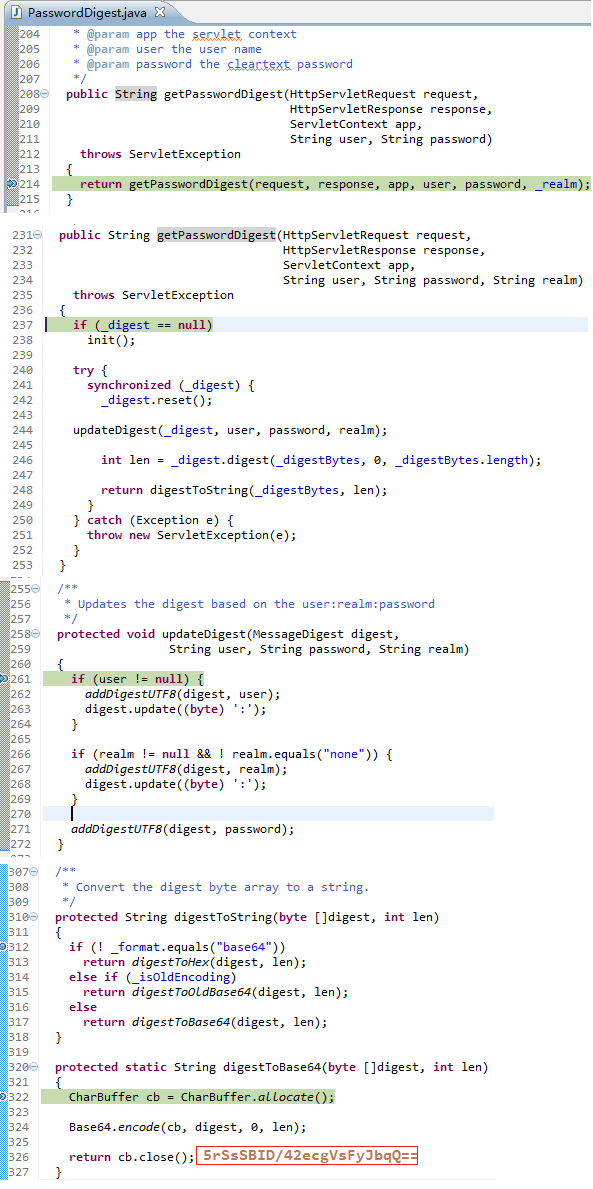 PasswordDigest.java
204 * @param app the servlet context
205 * @param user the user name
206 * @param password the cleartext password
207 */
208 public String getPasswordDigest(HttpServletRequest request,
209 HttpServletResponse response,
210 ServletContext app,
211 String user, String password)
212 throws ServletException
213 {
214 return getPasswordDigest(request, response, app, user, password, _realm);
215 }
231 public String getPasswordDigest(HttpServletRequest request,
232 HttpServletResponse response,
233 ServletContext app,
234 String user, String password, String realm)
235 throws ServletException
236 {
237 if (_digest == null)
238 init();
239
240 try {
241 synchronized (_digest) {
242 _digest.reset();
243
244 updateDigest(_digest, user, password, realm);
245
246 int len = _digest.digest(_digestBytes, 0, _digestBytes.length);
247
248 return digestToString(_digestBytes, len);
249 }
250 } catch (Exception e) {
251 throw new ServletException(e);
252 }
253 }
255 /**
256 * Updates the digest based on the user:realm:password
257 */
258 protected void updateDigest(MessageDigest digest,
259 String user, String password, String realm)
260 {
261 if (user != null) {
262 addDigestUTF8(digest, user);
263 digest.update((byte) ':');
264 }
265
266 if (realm != null && ! realm.equals("none")) {
267 addDigestUTF8(digest, realm);
268 digest.update((byte) ':');
269 }
270
271 addDigestUTF8(digest, password);
272 }
307 /**
308 * Convert the digest byte array to a string.
309 */
310 protected String digestToString(byte []digest, int len)
311 {
312 if (! _format.equals("base64"))
313 return digestToHex(digest, len);
314 else if (_isOldEncoding)
315 return digestToOldBase64(digest, len);
316 else
317 return digestToBase64(digest, len);
318 }
319
320 protected static String digestToBase64(byte []digest, int len)
321 {
322 CharBuffer cb = CharBuffer.allocate();
323
324 Base64.encode(cb, digest, 0, len);
325
326 return cb.close(); 5rSsSBID/42ecgVsFyJbqQ==
327 }